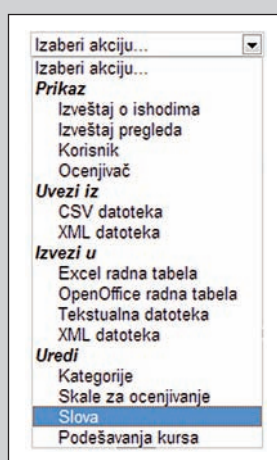 Izaberi akciju...
Izaberi akciju...
Prikaz
Izveštaj o ishodima
Izveštaj pregleda
Korisnik
Ocenjivač
Uvezi iz
CSV datoteka
XML datoteka
Izvezi u
Excel radna tabela
OpenOffice radna tabela
Tekstualna datoteka
XML datoteka
Uredi
Kategorije
Skale za ocenjivanje
Slova
Podešavanja kursa